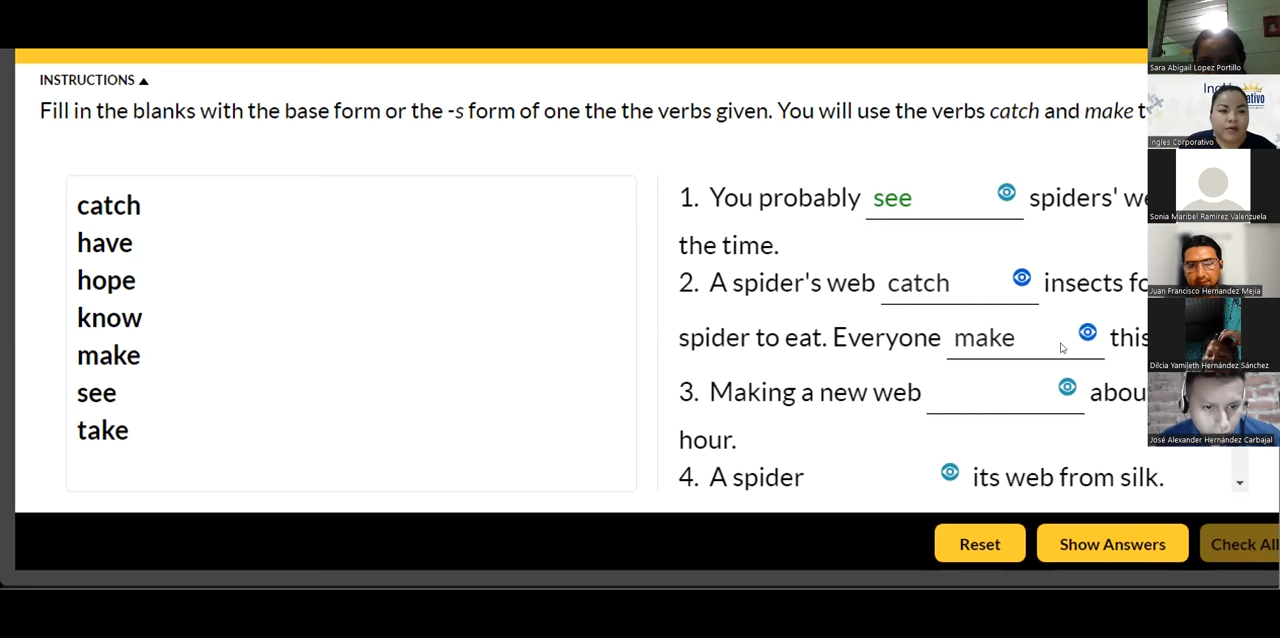 INSTRUCTIONS
Fill in the blanks with the base form or the -s form of one the the verbs given. You will use the verbs catch and make t
catch
have
hope
know
make
see
take
1. You probably see spiders' we
the time.
2. A spider's web catch insects fo
spider to eat. Everyone make this
3. Making a new web abou
hour.
4. A spider its web from silk.
Reset
Show Answers
Check All
Sara Abigail Lopez Portillo
Ingles Corporativo
Sonia Maribel Ramirez Valenzuela
Juan Francisco Hernandez Mejia
Dilcia Yamileth Hernández Sánchez
José Alexander Hernández Carbajal